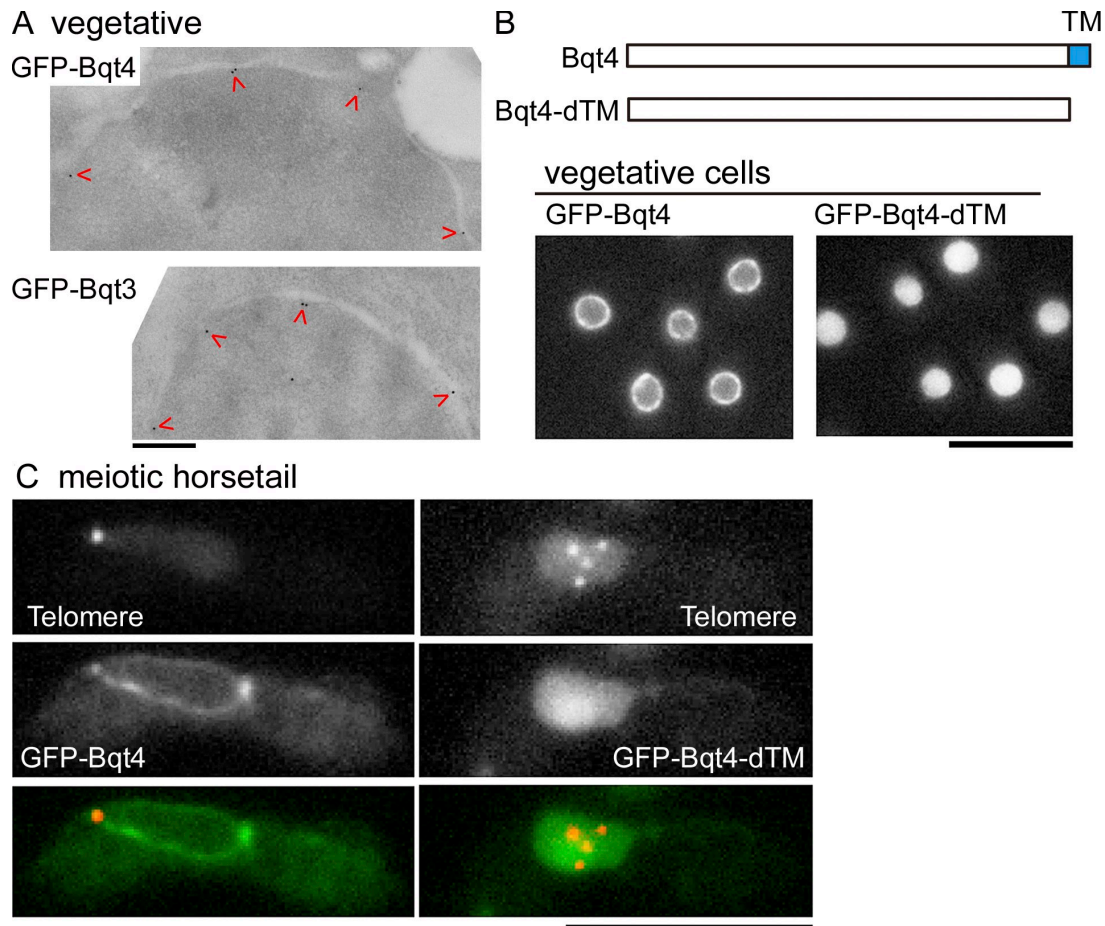 A vegetative
GFP-Bqt4
GFP-Bqt3
B
TM
Bqt4
Bqt4-dTM
vegetative cells
GFP-Bqt4
GFP-Bqt4-dTM
C meiotic horsetail
Telomere
Telomere
GFP-Bqt4
GFP-Bqt4-dTM